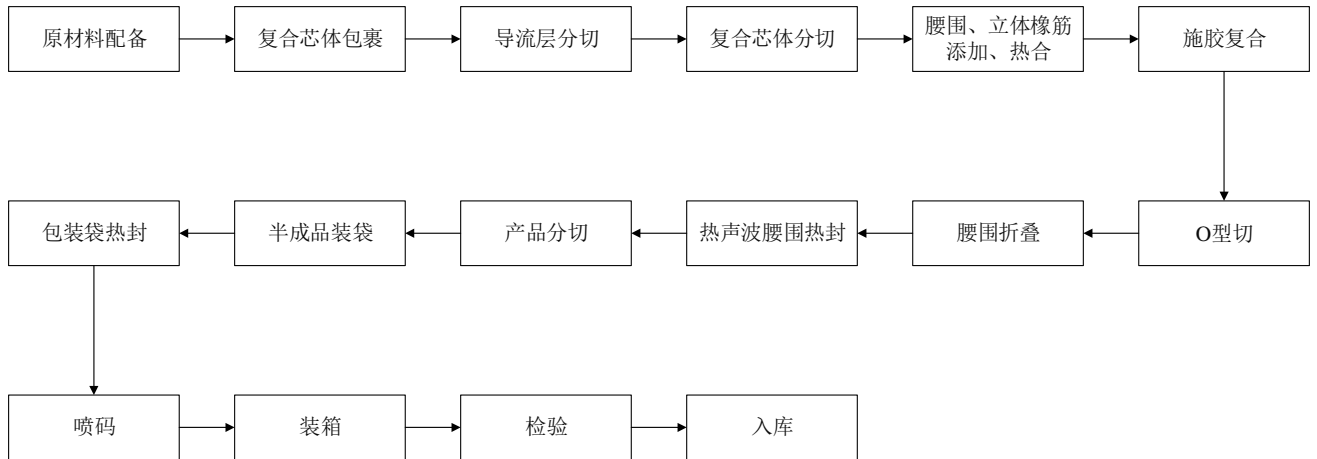 原材料配备
复合芯体包裹
导流层分切
复合芯体分切
腰围、立体橡筋
添加、热合
施胶复合
包装袋热封
半成品装袋
产品分切
热声波腰围热封
腰围折叠
O型切
喷码
装箱
检验
入库